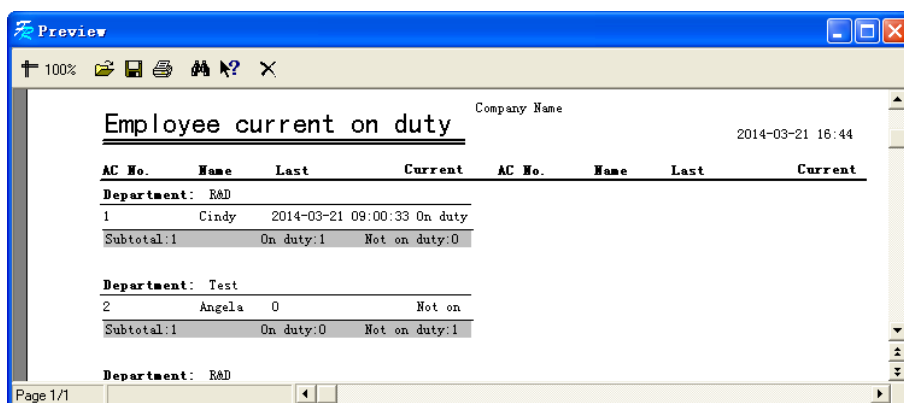 Preview
100%
Company Name
Employee current on duty
2014-03-21 16:44
AC No. Name Last Current AC No. Name Last Current
Department: R&D
1 Cindy 2014-03-21 09:00:33 On duty
Subtotal:1 On duty:1 Not on duty:0
Department: Test
2 Angela 0 Not on
Subtotal:1 On duty:0 Not on duty:1
Department: R&D
Page 1/1